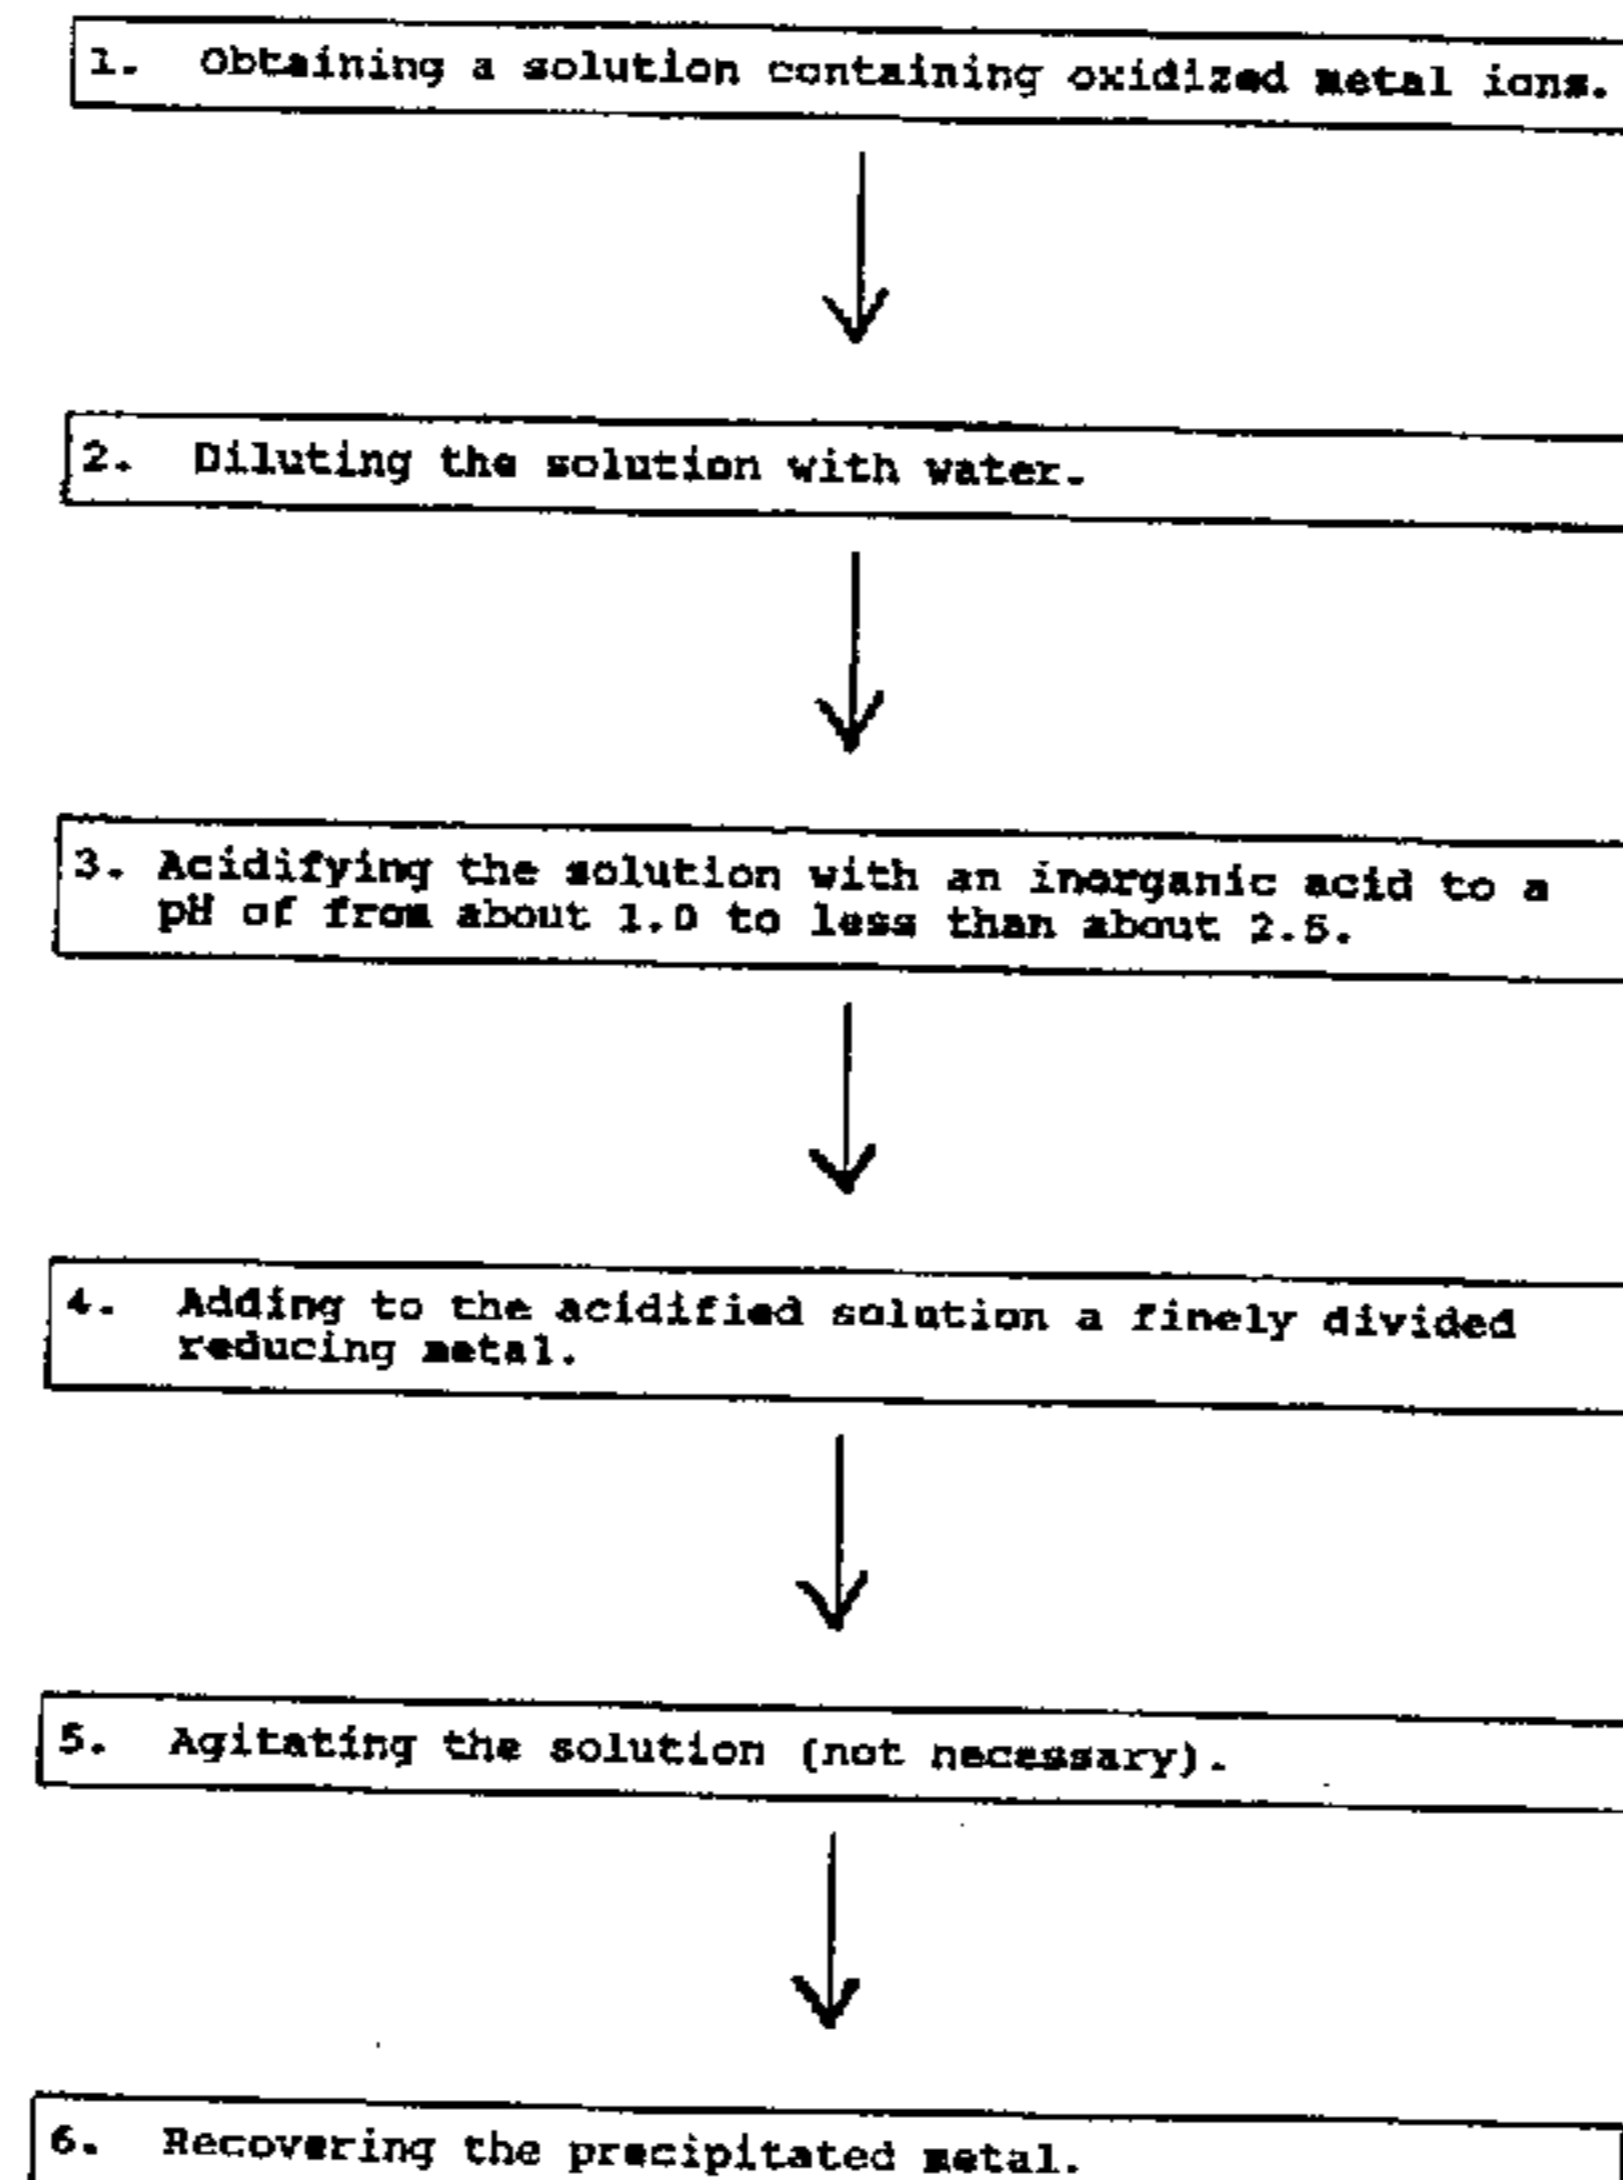 1. Obtaining a solution containing oxidized metal ions.
2. Diluting the solution with water.
3. Acidifying the solution with an inorganic acid to a
pH of from about 1.0 to less than about 2.5.
4. Adding to the acidified solution a finely divided
reducing metal.
5. Agitating the solution (not necessary).
6. Recovering the precipitated metal.